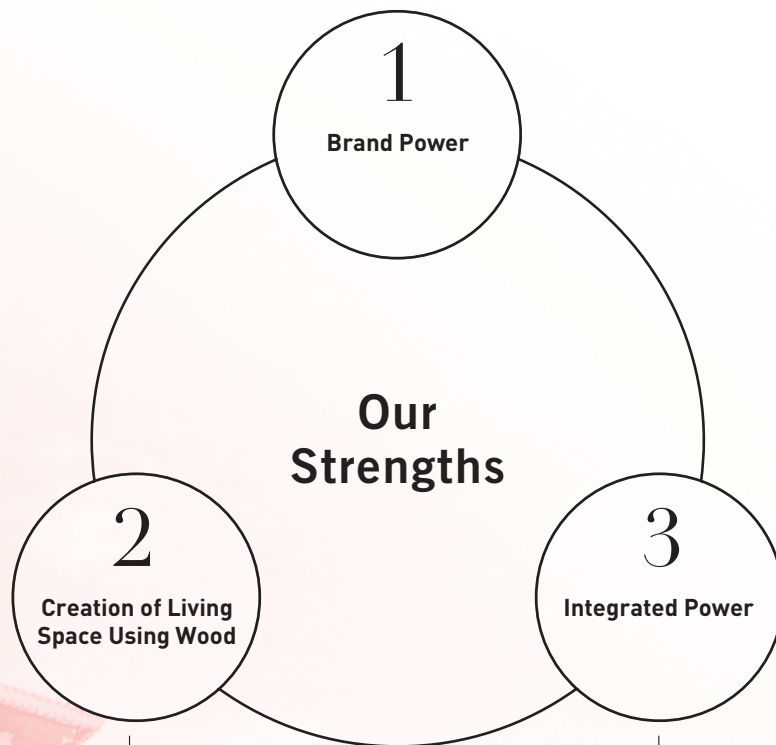 1
Brand Power
Our
Strengths
2
Creation of Living
Space Using Wood
3
Integrated Power